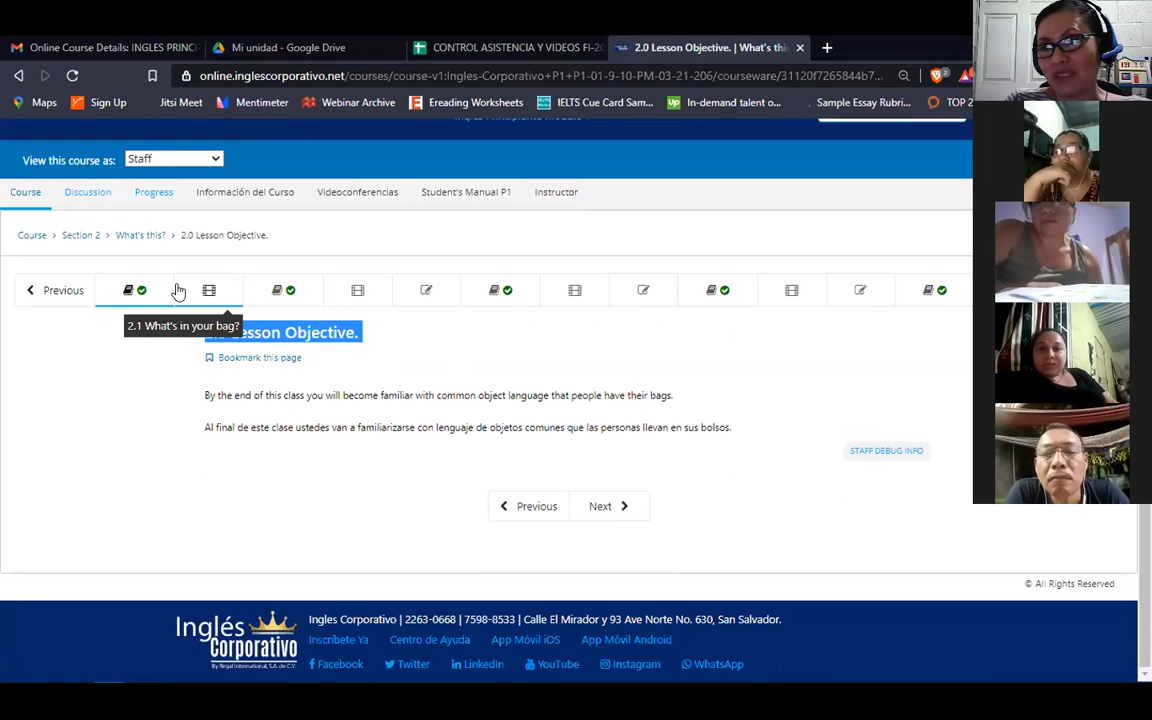 Online Course Details: INGLES PRINCI
Mi unidad - Google Drive
CONTROL ASISTENCIA Y VIDEOS FI-20
2.0 Lesson Objective. | What's this
online.inglescorporativo.net/courses/course-v1:Ingles-Corporativo+P1+P1-01-9-10-PM-03-21-206/courseware/31120f7265844b7...
Maps
Sign Up
Jitsi Meet
Mentimeter
Webinar Archive
Ereading Worksheets
IELTS Cue Card Sam...
In-demand talent o...
Sample Essay Rubri...
TOP 2
View this course as:
Staff
Course
Discussion
Progress
Información del Curso
Videoconferencias
Student's Manual P1
Instructor
Course > Section 2 > What's this? > 2.0 Lesson Objective.
Previous
2.1 What's in your bag?
Lesson Objective.
Bookmark this page
By the end of this class you will become familiar with common object language that people have their bags.
Al final de este clase ustedes van a familiarizarse con lenguaje de objetos comunes que las personas llevan en sus bolsos.
STAFF DEBUG INFO
Previous
Next
© All Rights Reserved
Inglés Corporativo
By Regal International, S.A. de C.V.
Ingles Corporativo | 2263-0668 | 7598-8533 | Calle El Mirador y 93 Ave Norte No. 630, San Salvador.
Inscríbete Ya
Centro de Ayuda
App Móvil iOS
App Móvil Android
Facebook
Twitter
LinkedIn
YouTube
Instagram
WhatsApp